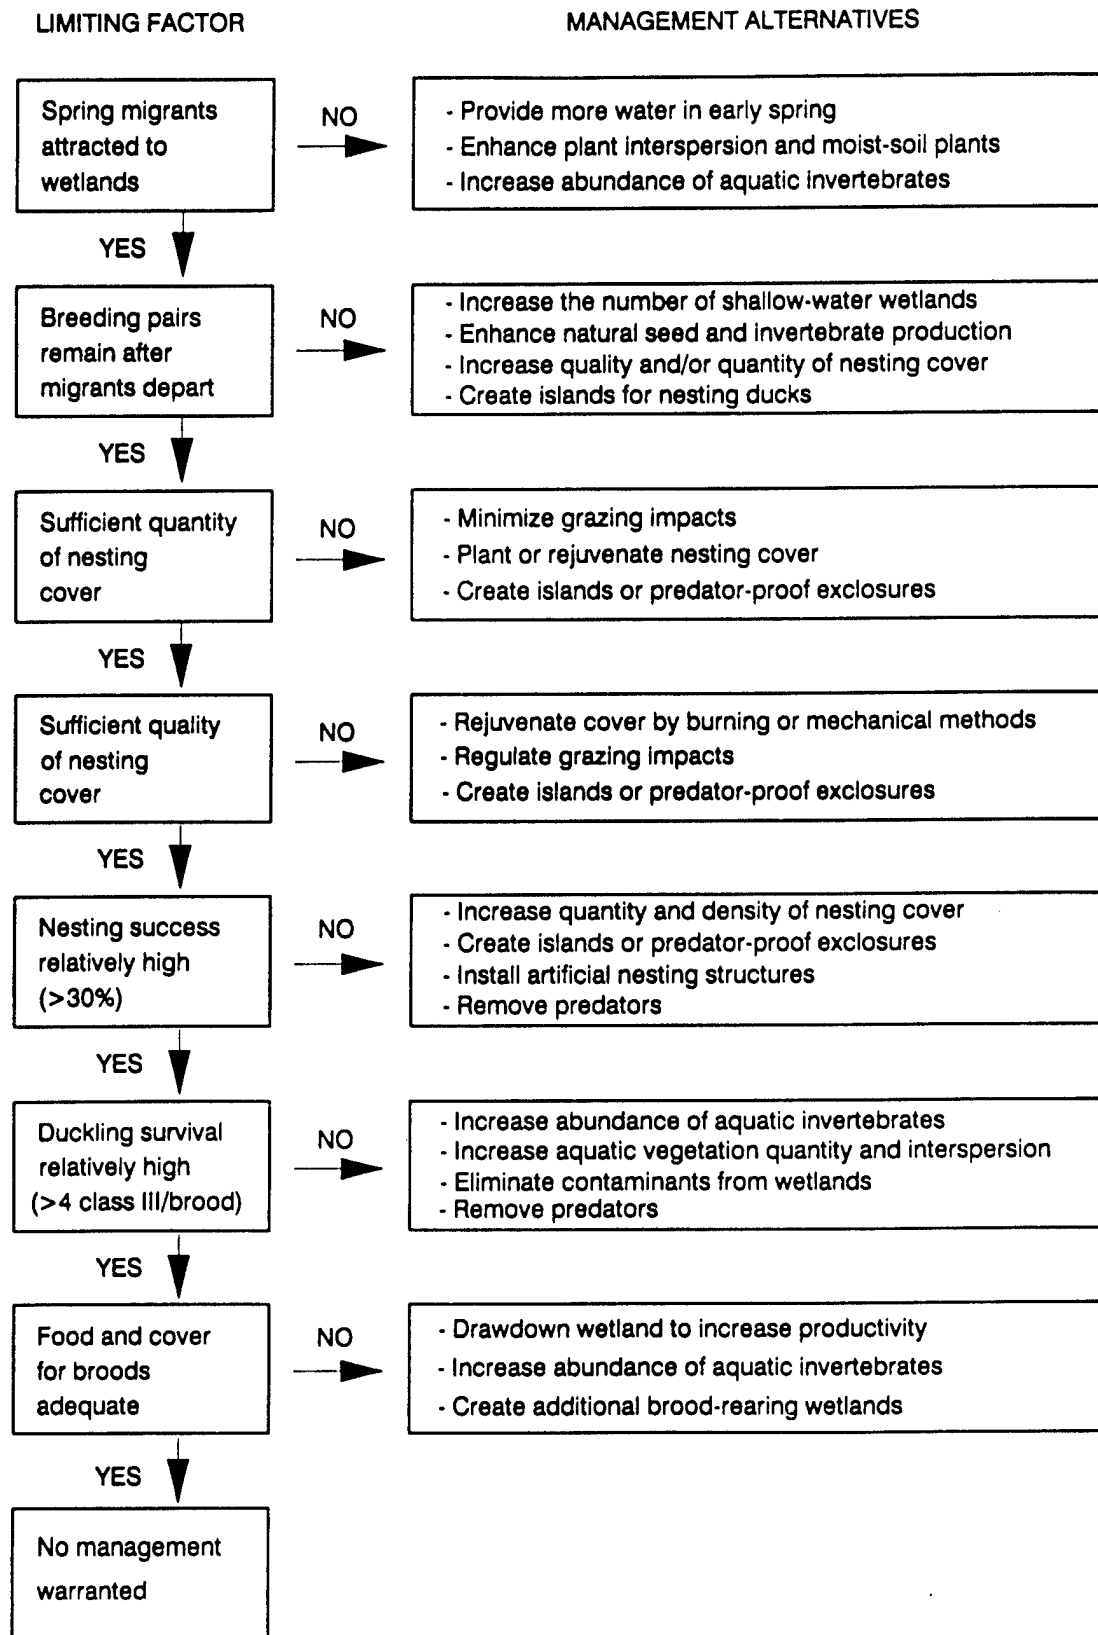 LIMITING FACTOR
MANAGEMENT ALTERNATIVES
Spring migrants
attracted to
wetlands
NO
- Provide more water in early spring
- Enhance plant interspersion and moist-soil plants
- Increase abundance of aquatic invertebrates
YES
Breeding pairs
remain after
migrants depart
NO
- Increase the number of shallow-water wetlands
- Enhance natural seed and invertebrate production
- Increase quality and/or quantity of nesting cover
- Create islands for nesting ducks
YES
Sufficient quantity
of nesting
cover
NO
- Minimize grazing impacts
- Plant or rejuvenate nesting cover
- Create islands or predator-proof exclosures
YES
Sufficient quality
of nesting
cover
NO
- Rejuvenate cover by burning or mechanical methods
- Regulate grazing impacts
- Create islands or predator-proof exclosures
YES
Nesting success
relatively high
(>30%)
NO
- Increase quantity and density of nesting cover
- Create islands or predator-proof exclosures
- Install artificial nesting structures
- Remove predators
YES
Duckling survival
relatively high
(>4 class III/brood)
NO
- Increase abundance of aquatic invertebrates
- Increase aquatic vegetation quantity and interspersion
- Eliminate contaminants from wetlands
- Remove predators
YES
Food and cover
for broods
adequate
NO
- Drawdown wetland to increase productivity
- Increase abundance of aquatic invertebrates
- Create additional brood-rearing wetlands
YES
No management
warranted